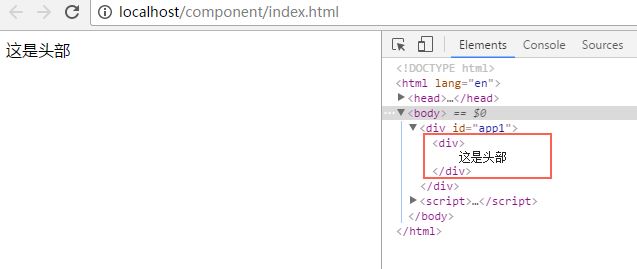 localhost/component/index.html
这是头部
Elements Console Sources
<!DOCTYPE html>
<html lang="en">
▶<head>…</head>
··· ▼<body> == $0
▼<div id="app1">
<div>
这是头部
</div>
</div>
▶<script>…</script>
</body>
</html>